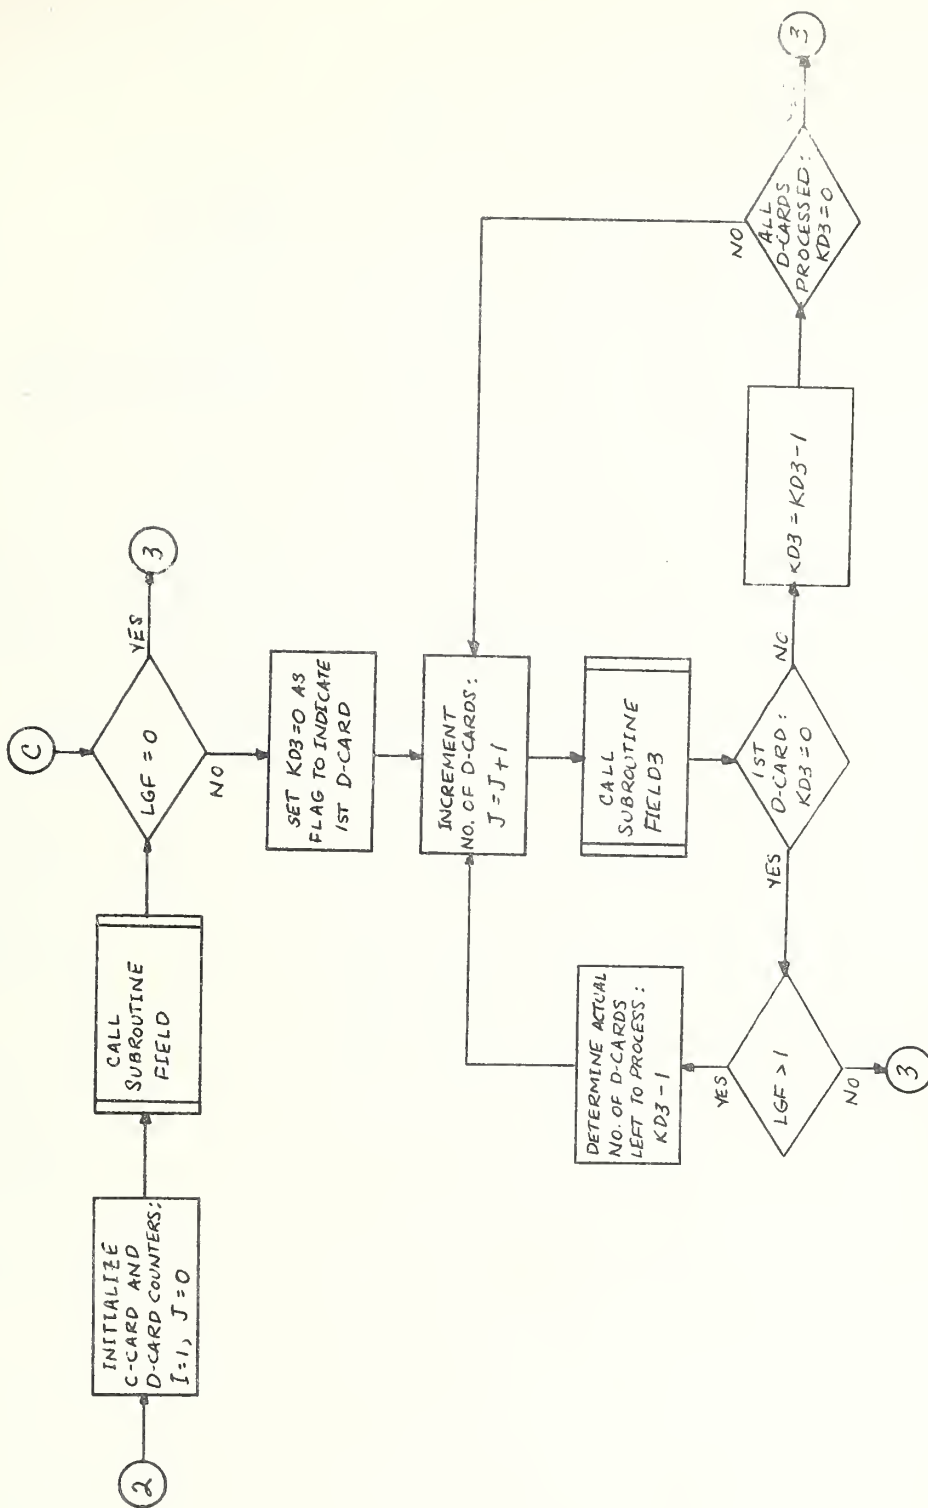 2
INITIALIZE
C-CARD AND
D-CARD COUNTERS:
I=1, J=0
CALL
SUBROUTINE
FIELD
C
LGF = 0
YES
3
NO
SET KD3=0 AS
FLAG TO INDICATE
1ST D-CARD
INCREMENT
NO. OF D-CARDS:
J=J+1
CALL
SUBROUTINE
FIELD3
1ST
D-CARD:
KD3=0
YES
LGF > 1
NO
3
YES
DETERMINE ACTUAL
NO. OF D-CARDS
LEFT TO PROCESS:
KD3-1
NO
KD3=KD3-1
ALL
D-CARDS
PROCESSED:
KD3=0
NO
3